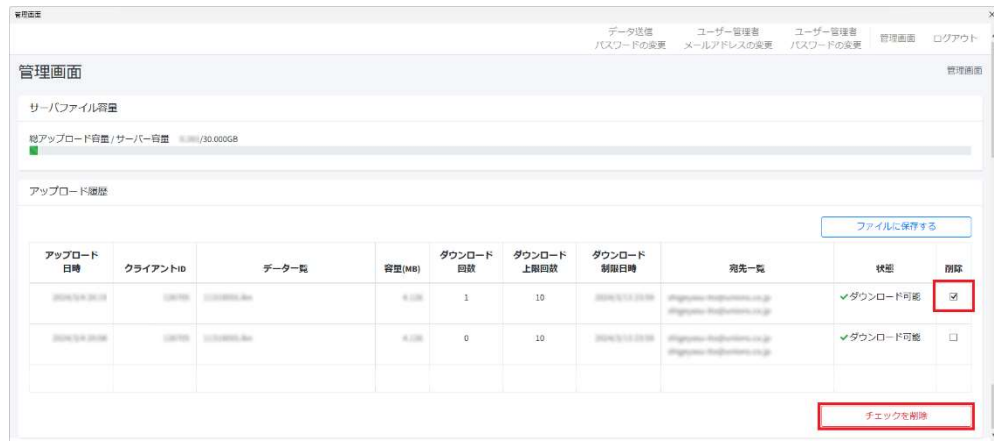 管理画面
データ送信
パスワードの変更
ユーザー管理者
メールアドレスの変更
ユーザー管理者
パスワードの変更
管理画面
ログアウト
管理画面
管理画面
サーバファイル容量
総アップロード容量 / サーバー容量 /30.000GB
アップロード履歴
ファイルに保存する
アップロード
日時
クライアントID
データ一覧
容量(MB)
ダウンロード
回数
ダウンロード
上限回数
ダウンロード
制限日時
宛先一覧
状態
削除
1 10 ✓ダウンロード可能
0 10 ✓ダウンロード可能
チェックを削除